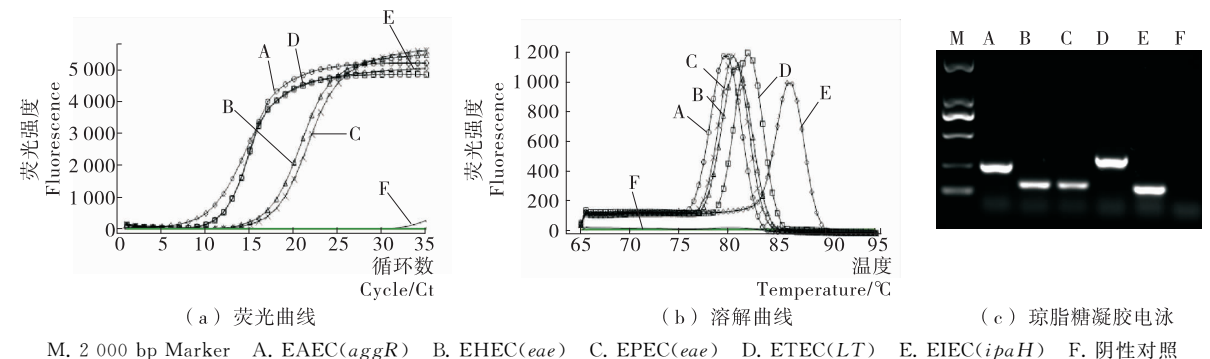 E
A
D
B
C
F
荧光强度
Fluorescence
5 000
4 000
3 000
2 000
1 000
0
0 5 10 15 20 25 30 35
循环数
Cycle/Ct
(a) 荧光曲线
荧光强度
Fluorescence
1 200
1 000
800
600
400
200
0
C
D
B
E
A
F
65 70 75 80 85 90 95
温度
Temperature/℃
(b) 溶解曲线
M A B C D E F
(c) 琼脂糖凝胶电泳
M. 2 000 bp Marker A. EAEC(aggR) B. EHEC(eae) C. EPEC(eae) D. ETEC(LT) E. EIEC(ipaH) F. 阴性对照